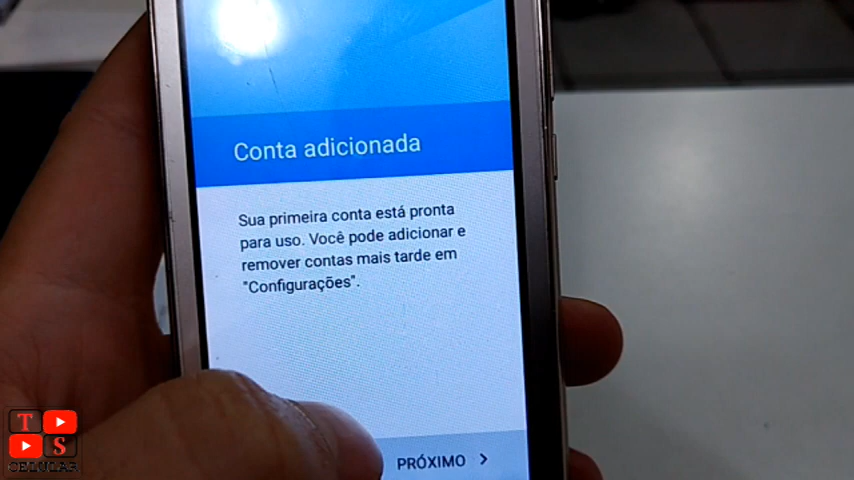 Conta adicionada
Sua primeira conta está pronta
para uso. Você pode adicionar e
remover contas mais tarde em
"Configurações".
PRÓXIMO
T
S
CELULAR